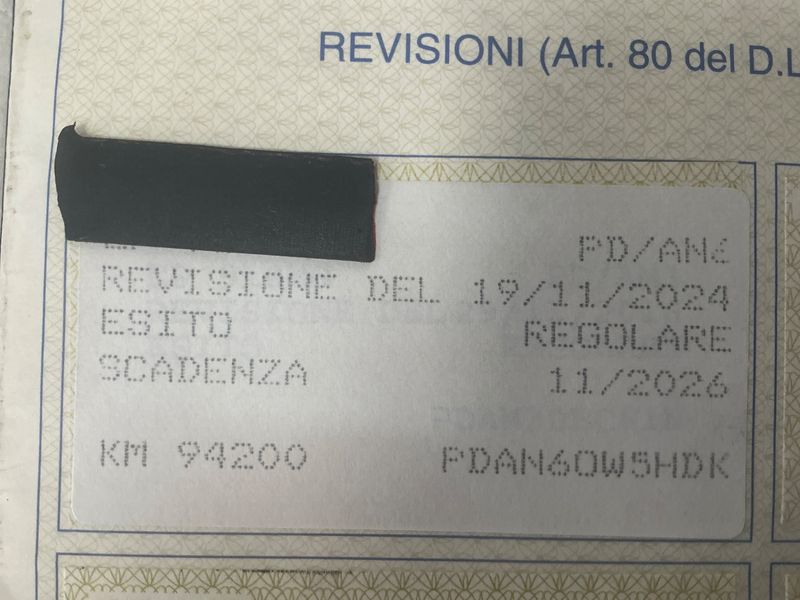 REVISIONI (Art. 80 del D.L
PD/AN6
REVISIONE DEL 19/11/2024
ESITO REGOLARE
SCADENZA 11/2026
KM 94200 PDAN60W5HDK